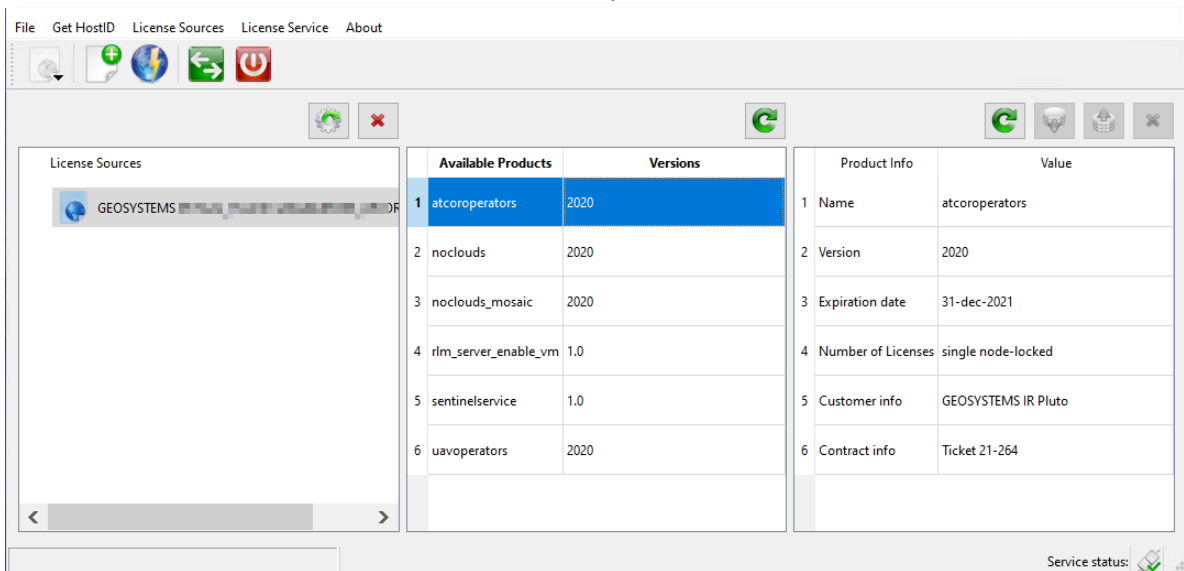 File Get HostID License Sources License Service About
License Sources
GEOSYSTEMS
Available Products Versions
1 atcoroperators 2020
2 noclouds 2020
3 noclouds_mosaic 2020
4 rlm_server_enable_vm 1.0
5 sentinelservice 1.0
6 uavoperators 2020
Product Info Value
1 Name atcoroperators
2 Version 2020
3 Expiration date 31-dec-2021
4 Number of Licenses single node-locked
5 Customer info GEOSYSTEMS IR Pluto
6 Contract info Ticket 21-264
Service status: